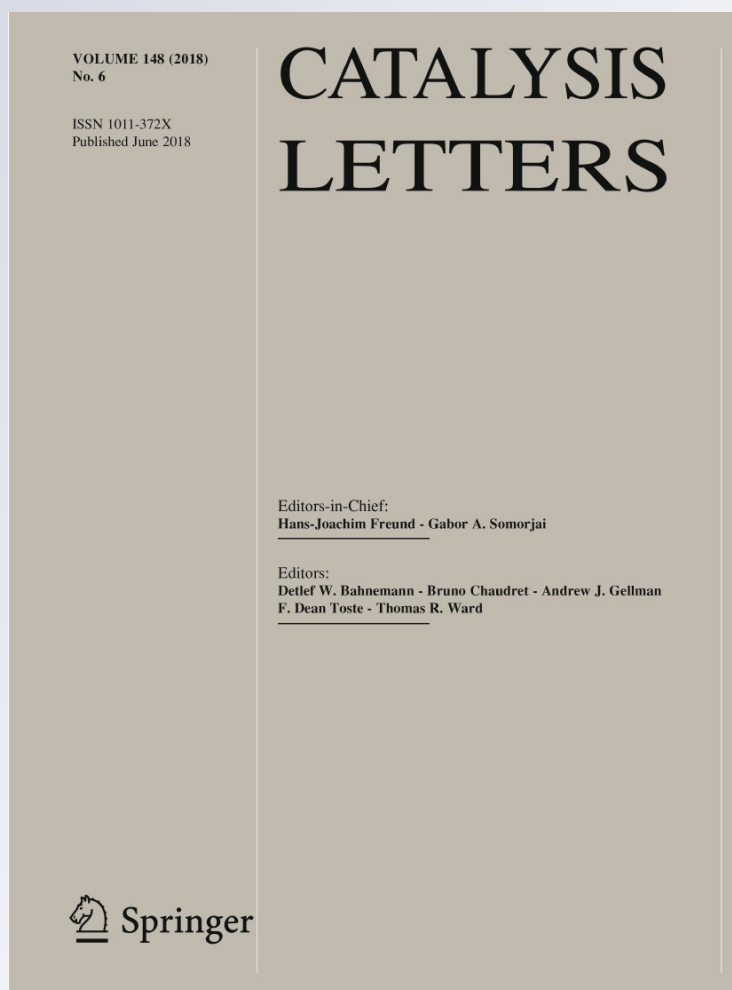 VOLUME 148 (2018)
No. 6
ISSN 1011-372X
Published June 2018
CATALYSIS
LETTERS
Editors-in-Chief:
Hans-Joachim Freund - Gabor A. Somorjai
Editors:
Detlef W. Bahnemann - Bruno Chaudret - Andrew J. Gellman
F. Dean Toste - Thomas R. Ward
Springer